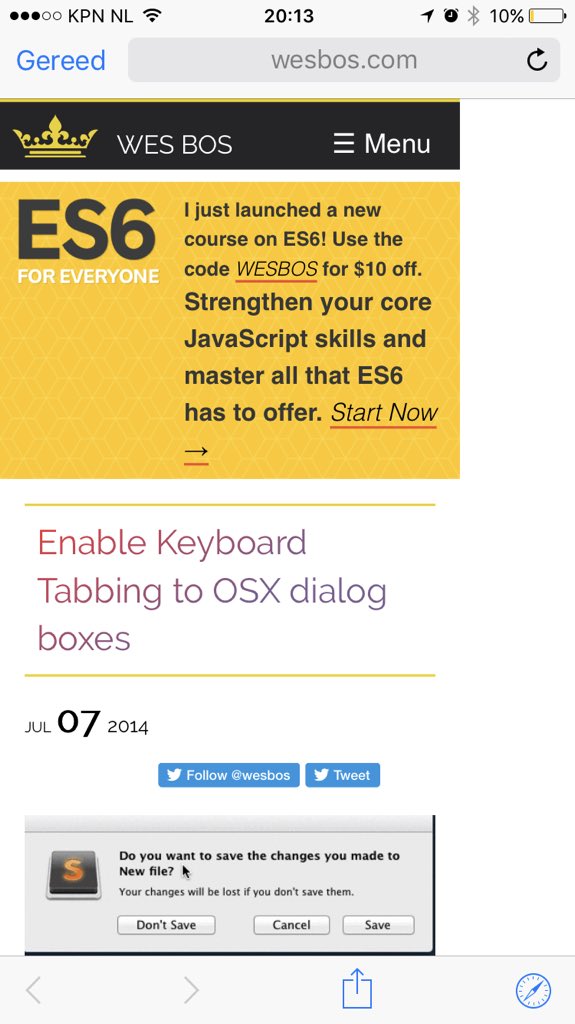 KPN NL 20:13 10%
Gereed wesbos.com
WES BOS ☰ Menu
ES6
FOR EVERYONE
I just launched a new
course on ES6! Use the
code WESBOS for $10 off.
Strengthen your core
JavaScript skills and
master all that ES6
has to offer. Start Now
→
Enable Keyboard
Tabbing to OSX dialog
boxes
JUL 07 2014
Follow @wesbos Tweet
Do you want to save the changes you made to
New file?
Your changes will be lost if you don't save them.
Don't Save Cancel Save